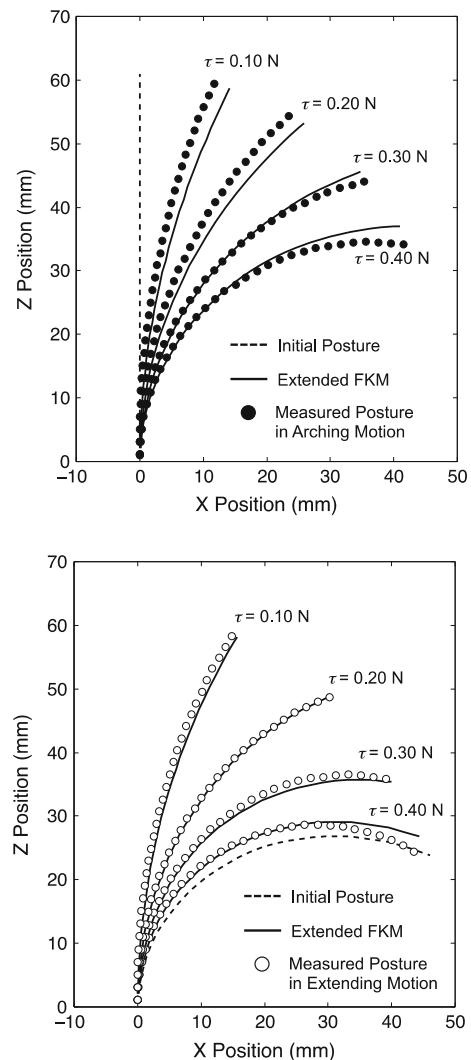 70
60
50
40
30
20
10
0
−10
0
10
20
30
40
50
Z Position (mm)
X Position (mm)
τ = 0.10 N
τ = 0.20 N
τ = 0.30 N
τ = 0.40 N
Initial Posture
Extended FKM
Measured Posture
in Arching Motion
70
60
50
40
30
20
10
0
−10
0
10
20
30
40
50
Z Position (mm)
X Position (mm)
τ = 0.10 N
τ = 0.20 N
τ = 0.30 N
τ = 0.40 N
Initial Posture
Extended FKM
Measured Posture
in Extending Motion